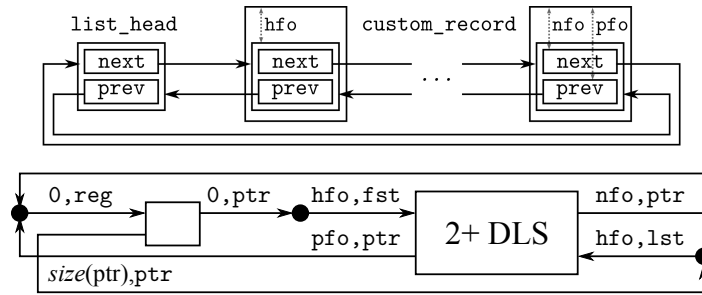 list_head hfo custom_record nfo pfo
next next ... next
prev prev prev
0,reg 0,ptr hfo,fst nfo,ptr
2+ DLS
pfo,ptr hfo,lst
size(ptr),ptr